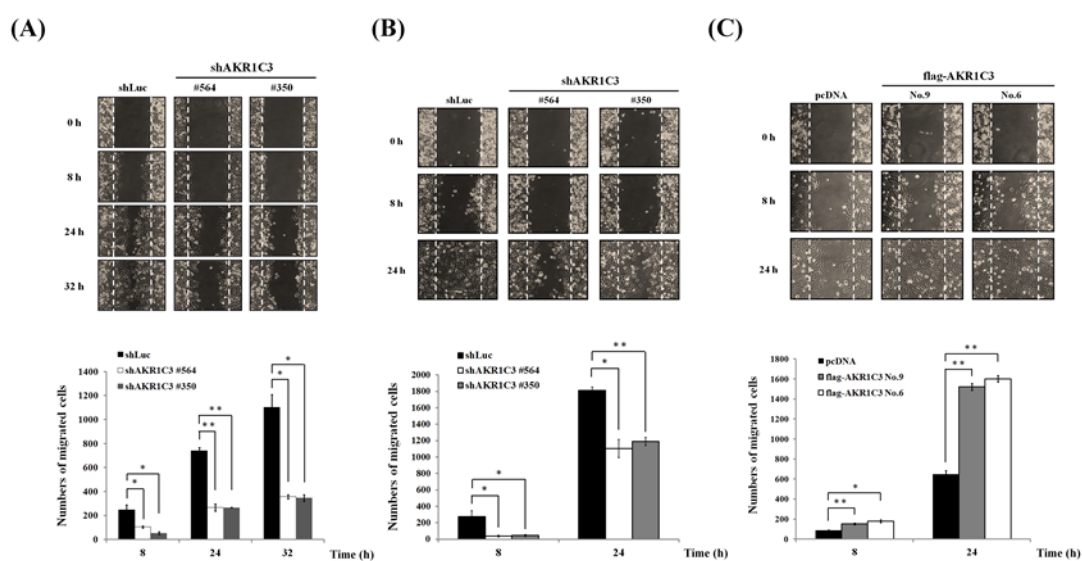 (A)
shAKR1C3
shLuc #564 #350
0 h
8 h
24 h
32 h
shLuc
shAKR1C3 #564
shAKR1C3 #350
Numbers of migrated cells
1400
1200
1000
800
600
400
200
0
* * ** ** * *
8 24 32 Time (h)
(B)
shAKR1C3
shLuc #564 #350
0 h
8 h
24 h
shLuc
shAKR1C3 #564
shAKR1C3 #350
Numbers of migrated cells
2000
1800
1600
1400
1200
1000
800
600
400
200
0
* * * **
8 24 Time (h)
(C)
flag-AKR1C3
pcDNA No.9 No.6
0 h
8 h
24 h
pcDNA
flag-AKR1C3 No.9
flag-AKR1C3 No.6
Numbers of migrated cells
1800
1600
1400
1200
1000
800
600
400
200
0
** * ** **
8 24 Time (h)